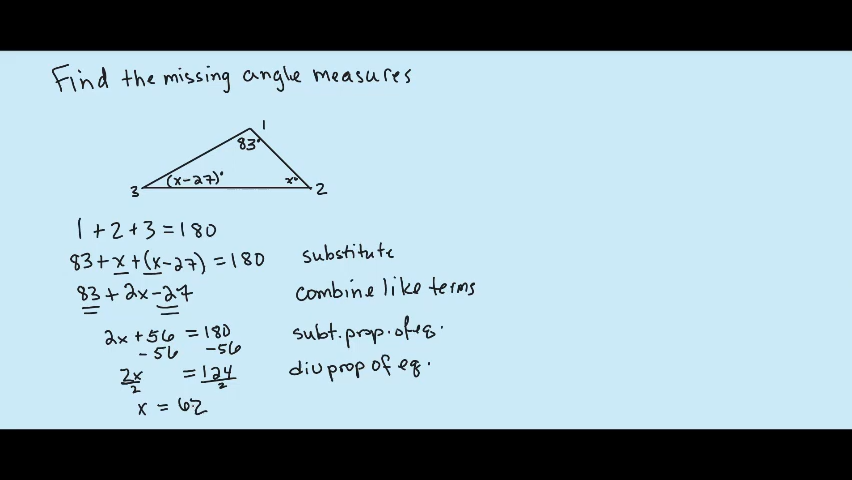 Find the missing angle measures
1
83°
(x-27)°
x°
3
2
1 + 2 + 3 = 180
83 + x + (x-27) = 180 substitute
83 + 2x - 27 combine like terms
2x + 56 = 180 subt. prop. of eq.
-56 -56
2x = 124 div prop of eq.
2 2
x = 62